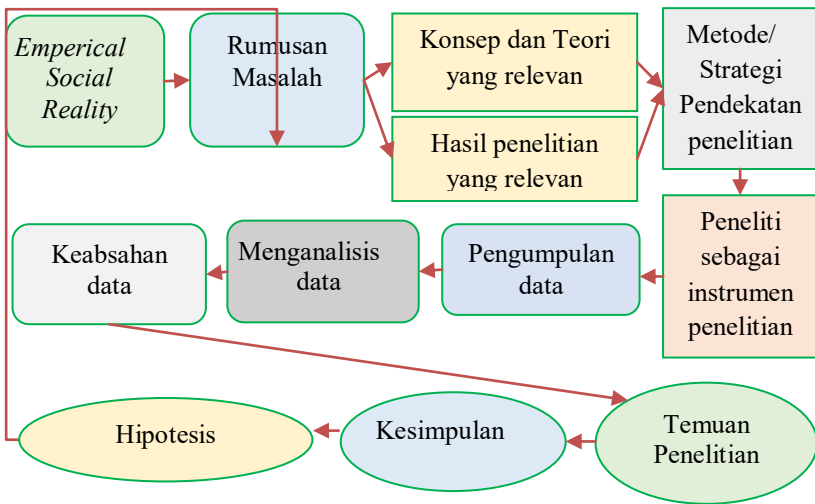 Emperical
Social
Reality
Rumusan
Masalah
Konsep dan Teori
yang relevan
Hasil penelitian
yang relevan
Metode/
Strategi
Pendekatan
penelitian
Peneliti
sebagai
instrumen
penelitian
Pengumpulan
data
Menganalisis
data
Keabsahan
data
Temuan
Penelitian
Kesimpulan
Hipotesis